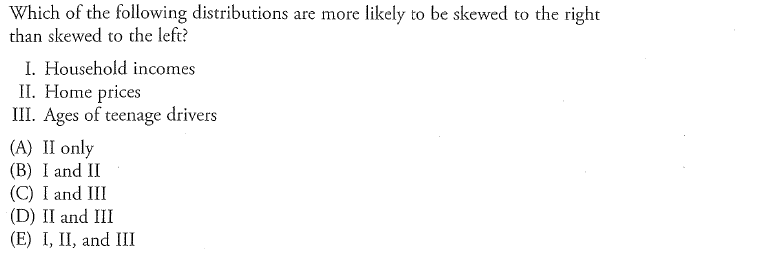 Which of the following distributions are more likely to be skewed to the right
than skewed to the left?
I. Household incomes
II. Home prices
III. Ages of teenage drivers
(A) II only
(B) I and II
(C) I and III
(D) II and III
(E) I, II, and III